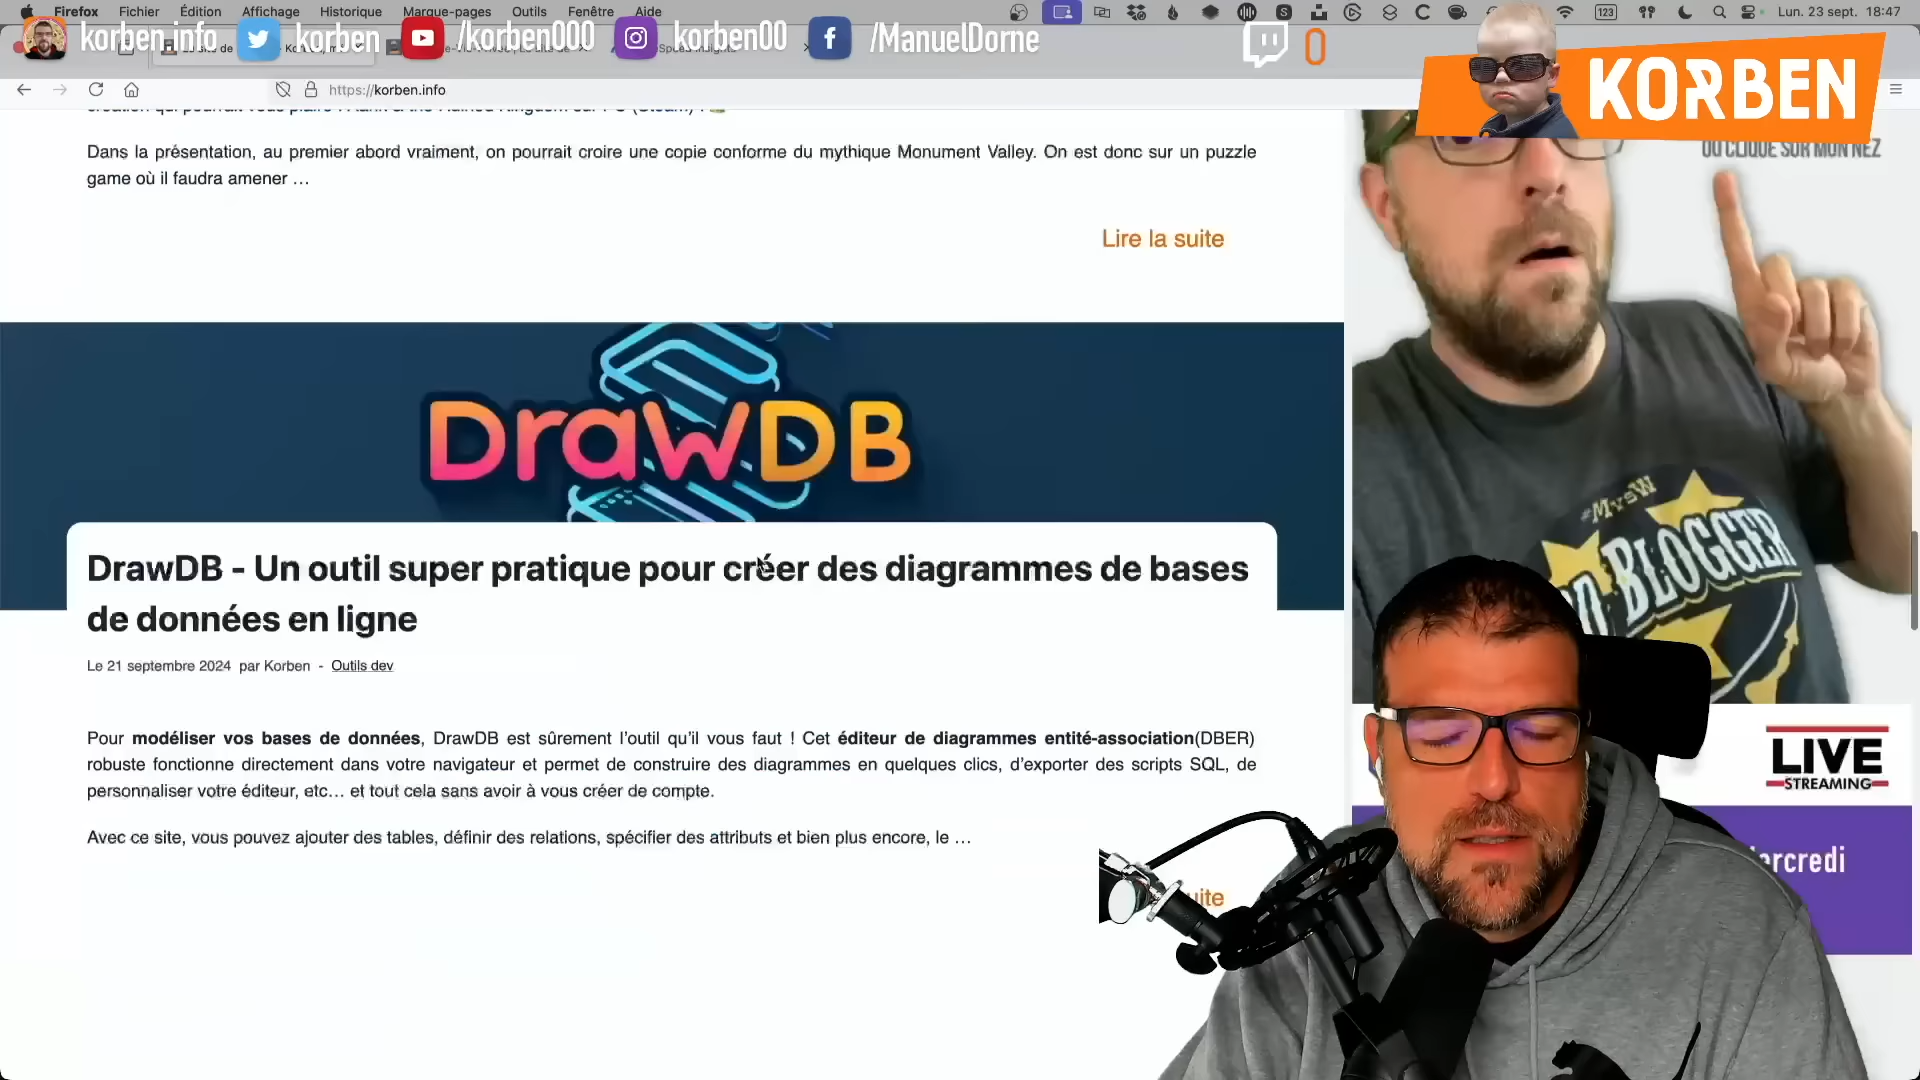 Firefox Fichier Édition Affichage Historique Marque-pages Outils Fenêtre Aide
123 Lun. 23 sept. 18:47
korben.info korben /korben000 korben00 /ManuelDorne
0
KORBEN
https://korben.info
OU CLIQUE SUR MON NEZ
Dans la présentation, au premier abord vraiment, on pourrait croire une copie conforme du mythique Monument Valley. On est donc sur un puzzle
game où il faudra amener …
Lire la suite
DrawDB
#MvsW
BLOGGER
DrawDB - Un outil super pratique pour créer des diagrammes de bases
de données en ligne
Le 21 septembre 2024 par Korben - Outils dev
Pour modéliser vos bases de données, DrawDB est sûrement l’outil qu’il vous faut ! Cet éditeur de diagrammes entité-association(DBER)
robuste fonctionne directement dans votre navigateur et permet de construire des diagrammes en quelques clics, d’exporter des scripts SQL, de
personnaliser votre éditeur, etc… et tout cela sans avoir à vous créer de compte.
Avec ce site, vous pouvez ajouter des tables, définir des relations, spécifier des attributs et bien plus encore, le …
LIVE
STREAMING